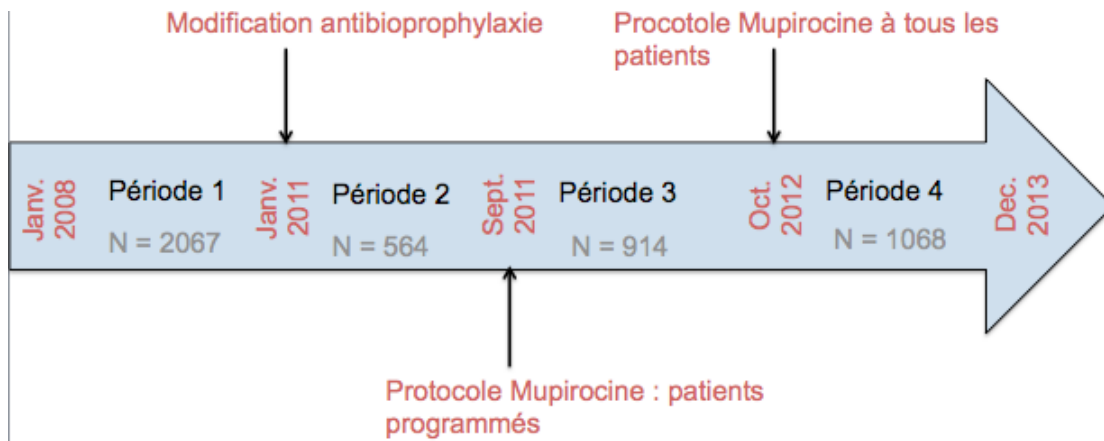 Modification antibioprophylaxie
Procotole Mupirocine à tous les
patients
Janv.
2008
Période 1
N = 2067
Janv.
2011
Période 2
N = 564
Sept.
2011
Période 3
N = 914
Oct.
2012
Période 4
N = 1068
Dec.
2013
Protocole Mupirocine : patients
programmés